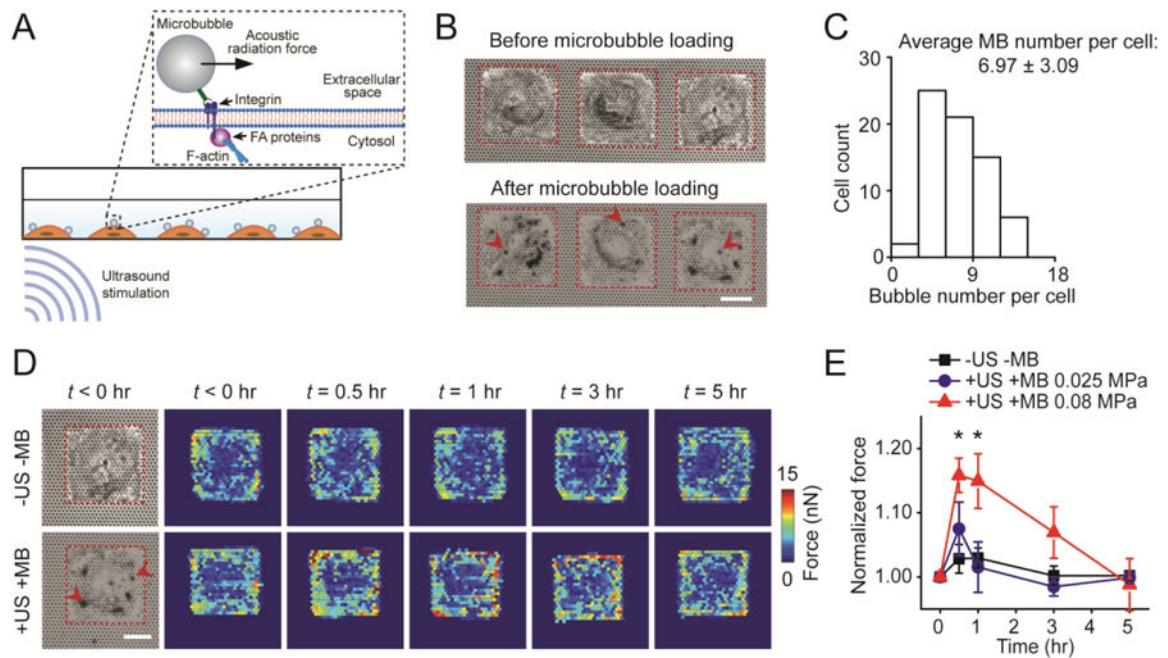 A
Microbubble
Acoustic
radiation force
Extracellular
space
Integrin
FA proteins
Cytosol
F-actin
Ultrasound
stimulation
B
Before microbubble loading
After microbubble loading
C
Average MB number per cell:
6.97 ± 3.09
Cell count
30
20
10
0
0 9 18
Bubble number per cell
D
t < 0 hr t < 0 hr t = 0.5 hr t = 1 hr t = 3 hr t = 5 hr
-US -MB
+US +MB
15
0
Force (nN)
E
-US -MB
+US +MB 0.025 MPa
+US +MB 0.08 MPa
Normalized force
1.20
1.10
1.00
* *
0 1 3 5
Time (hr)